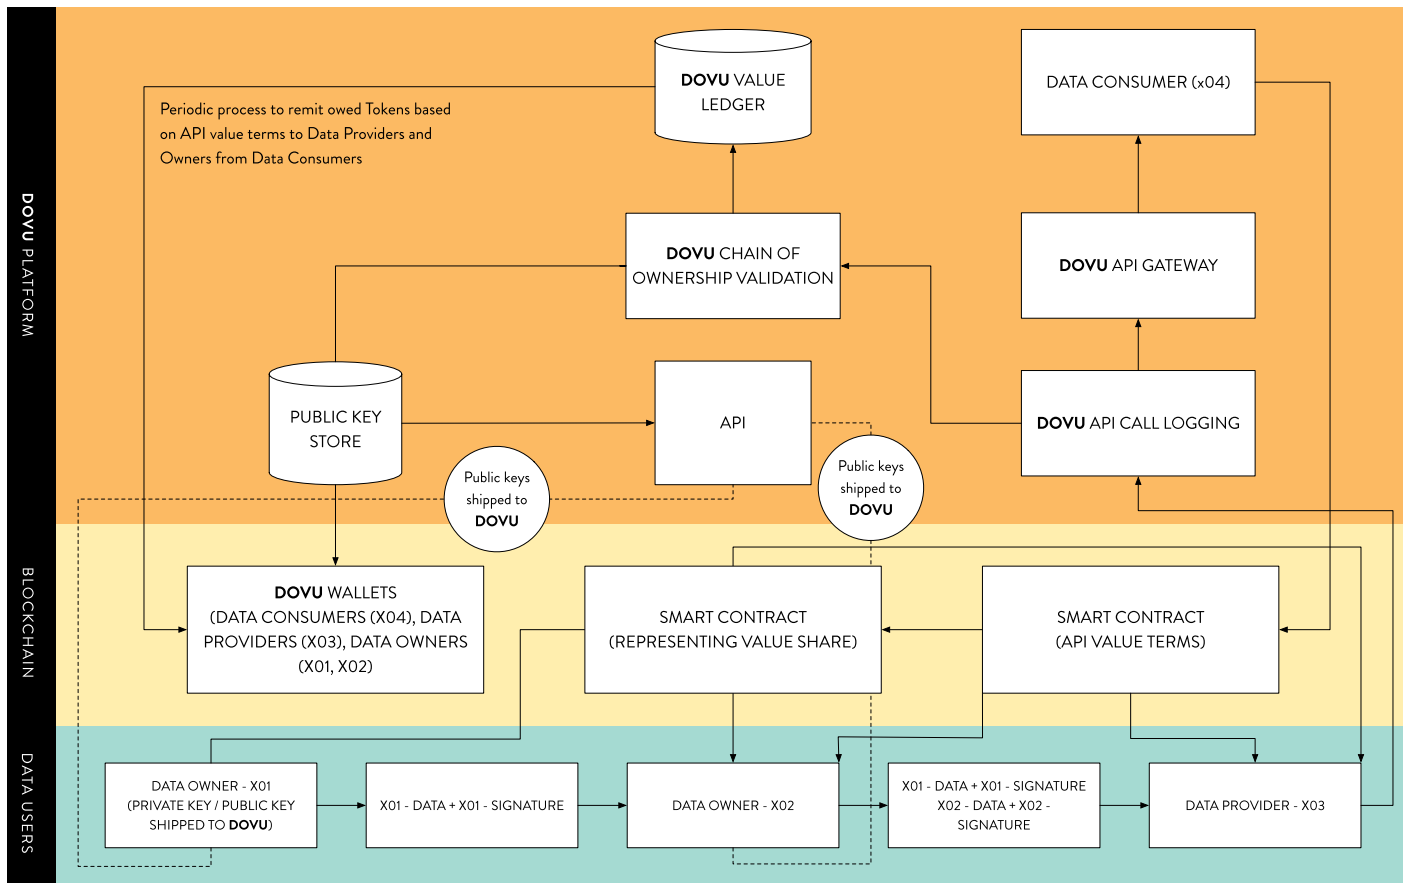 DOVU PLATFORM
DOVU VALUE
LEDGER
DATA CONSUMER (x04)
Periodic process to remit owed Tokens based
on API value terms to Data Providers and
Owners from Data Consumers
DOVU CHAIN OF
OWNERSHIP VALIDATION
DOVU API GATEWAY
PUBLIC KEY
STORE
API
DOVU API CALL LOGGING
Public keys
shipped to
DOVU
Public keys
shipped to
DOVU
BLOCKCHAIN
DOVU WALLETS
(DATA CONSUMERS (X04), DATA
PROVIDERS (X03), DATA OWNERS
(X01, X02)
SMART CONTRACT
(REPRESENTING VALUE SHARE)
SMART CONTRACT
(API VALUE TERMS)
DATA USERS
DATA OWNER - X01
(PRIVATE KEY / PUBLIC KEY
SHIPPED TO DOVU)
X01 - DATA + X01 - SIGNATURE
DATA OWNER - X02
X01 - DATA + X01 - SIGNATURE
X02 - DATA + X02 -
SIGNATURE
DATA PROVIDER - X03